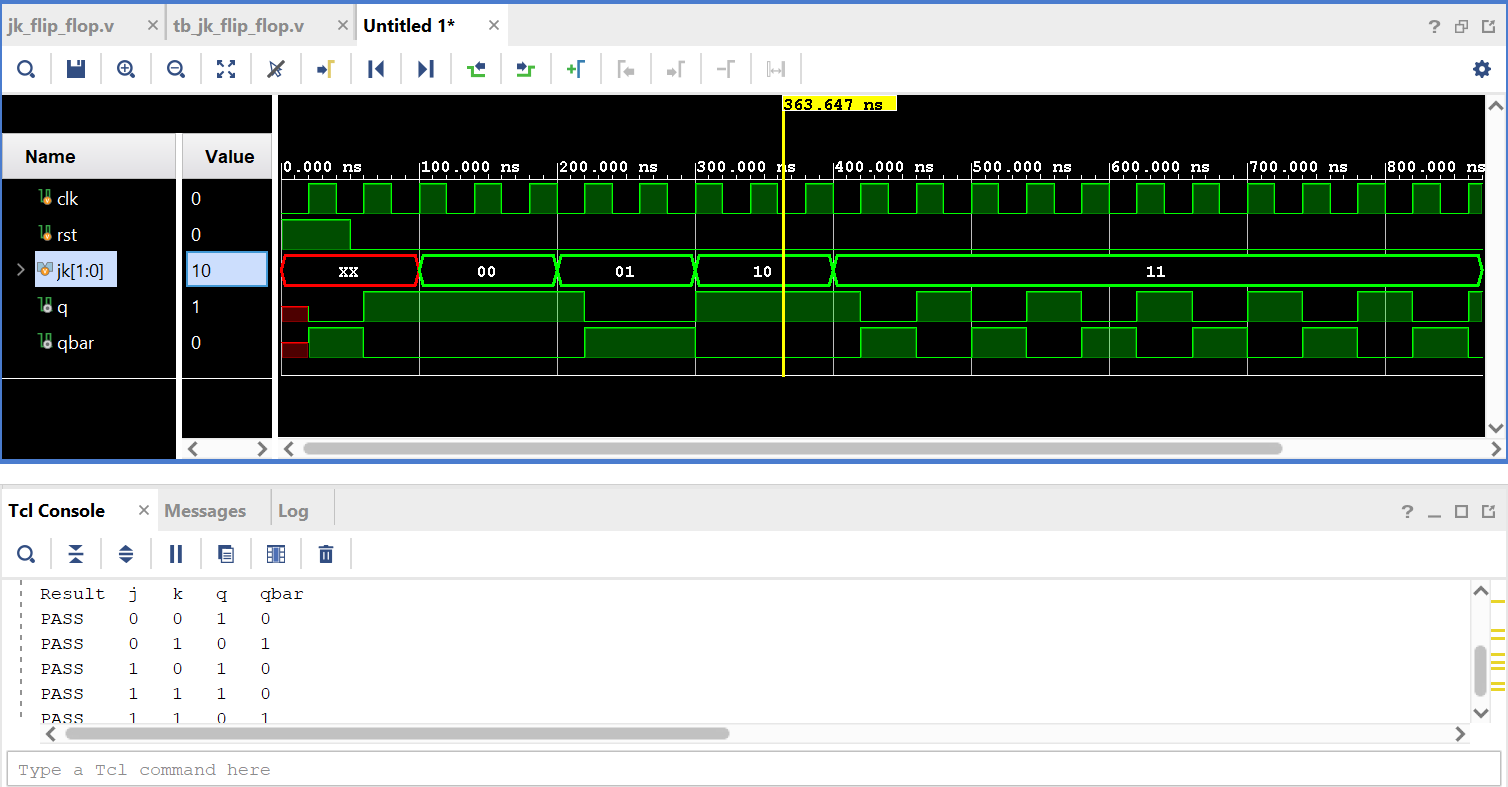 jk_flip_flop.v × tb_jk_flip_flop.v × Untitled 1* ×
?
363.647 ns
Name Value
0.000 ns 100.000 ns 200.000 ns 300.000 ns 400.000 ns 500.000 ns 600.000 ns 700.000 ns 800.000 ns
clk 0
rst 0
jk[1:0] 10 XX 00 01 10 11
q 1
qbar 0
Tcl Console × Messages Log
?
Result j k q qbar
PASS 0 0 1 0
PASS 0 1 0 1
PASS 1 0 1 0
PASS 1 1 1 0
PASS 1 1 0 1
Type a Tcl command here